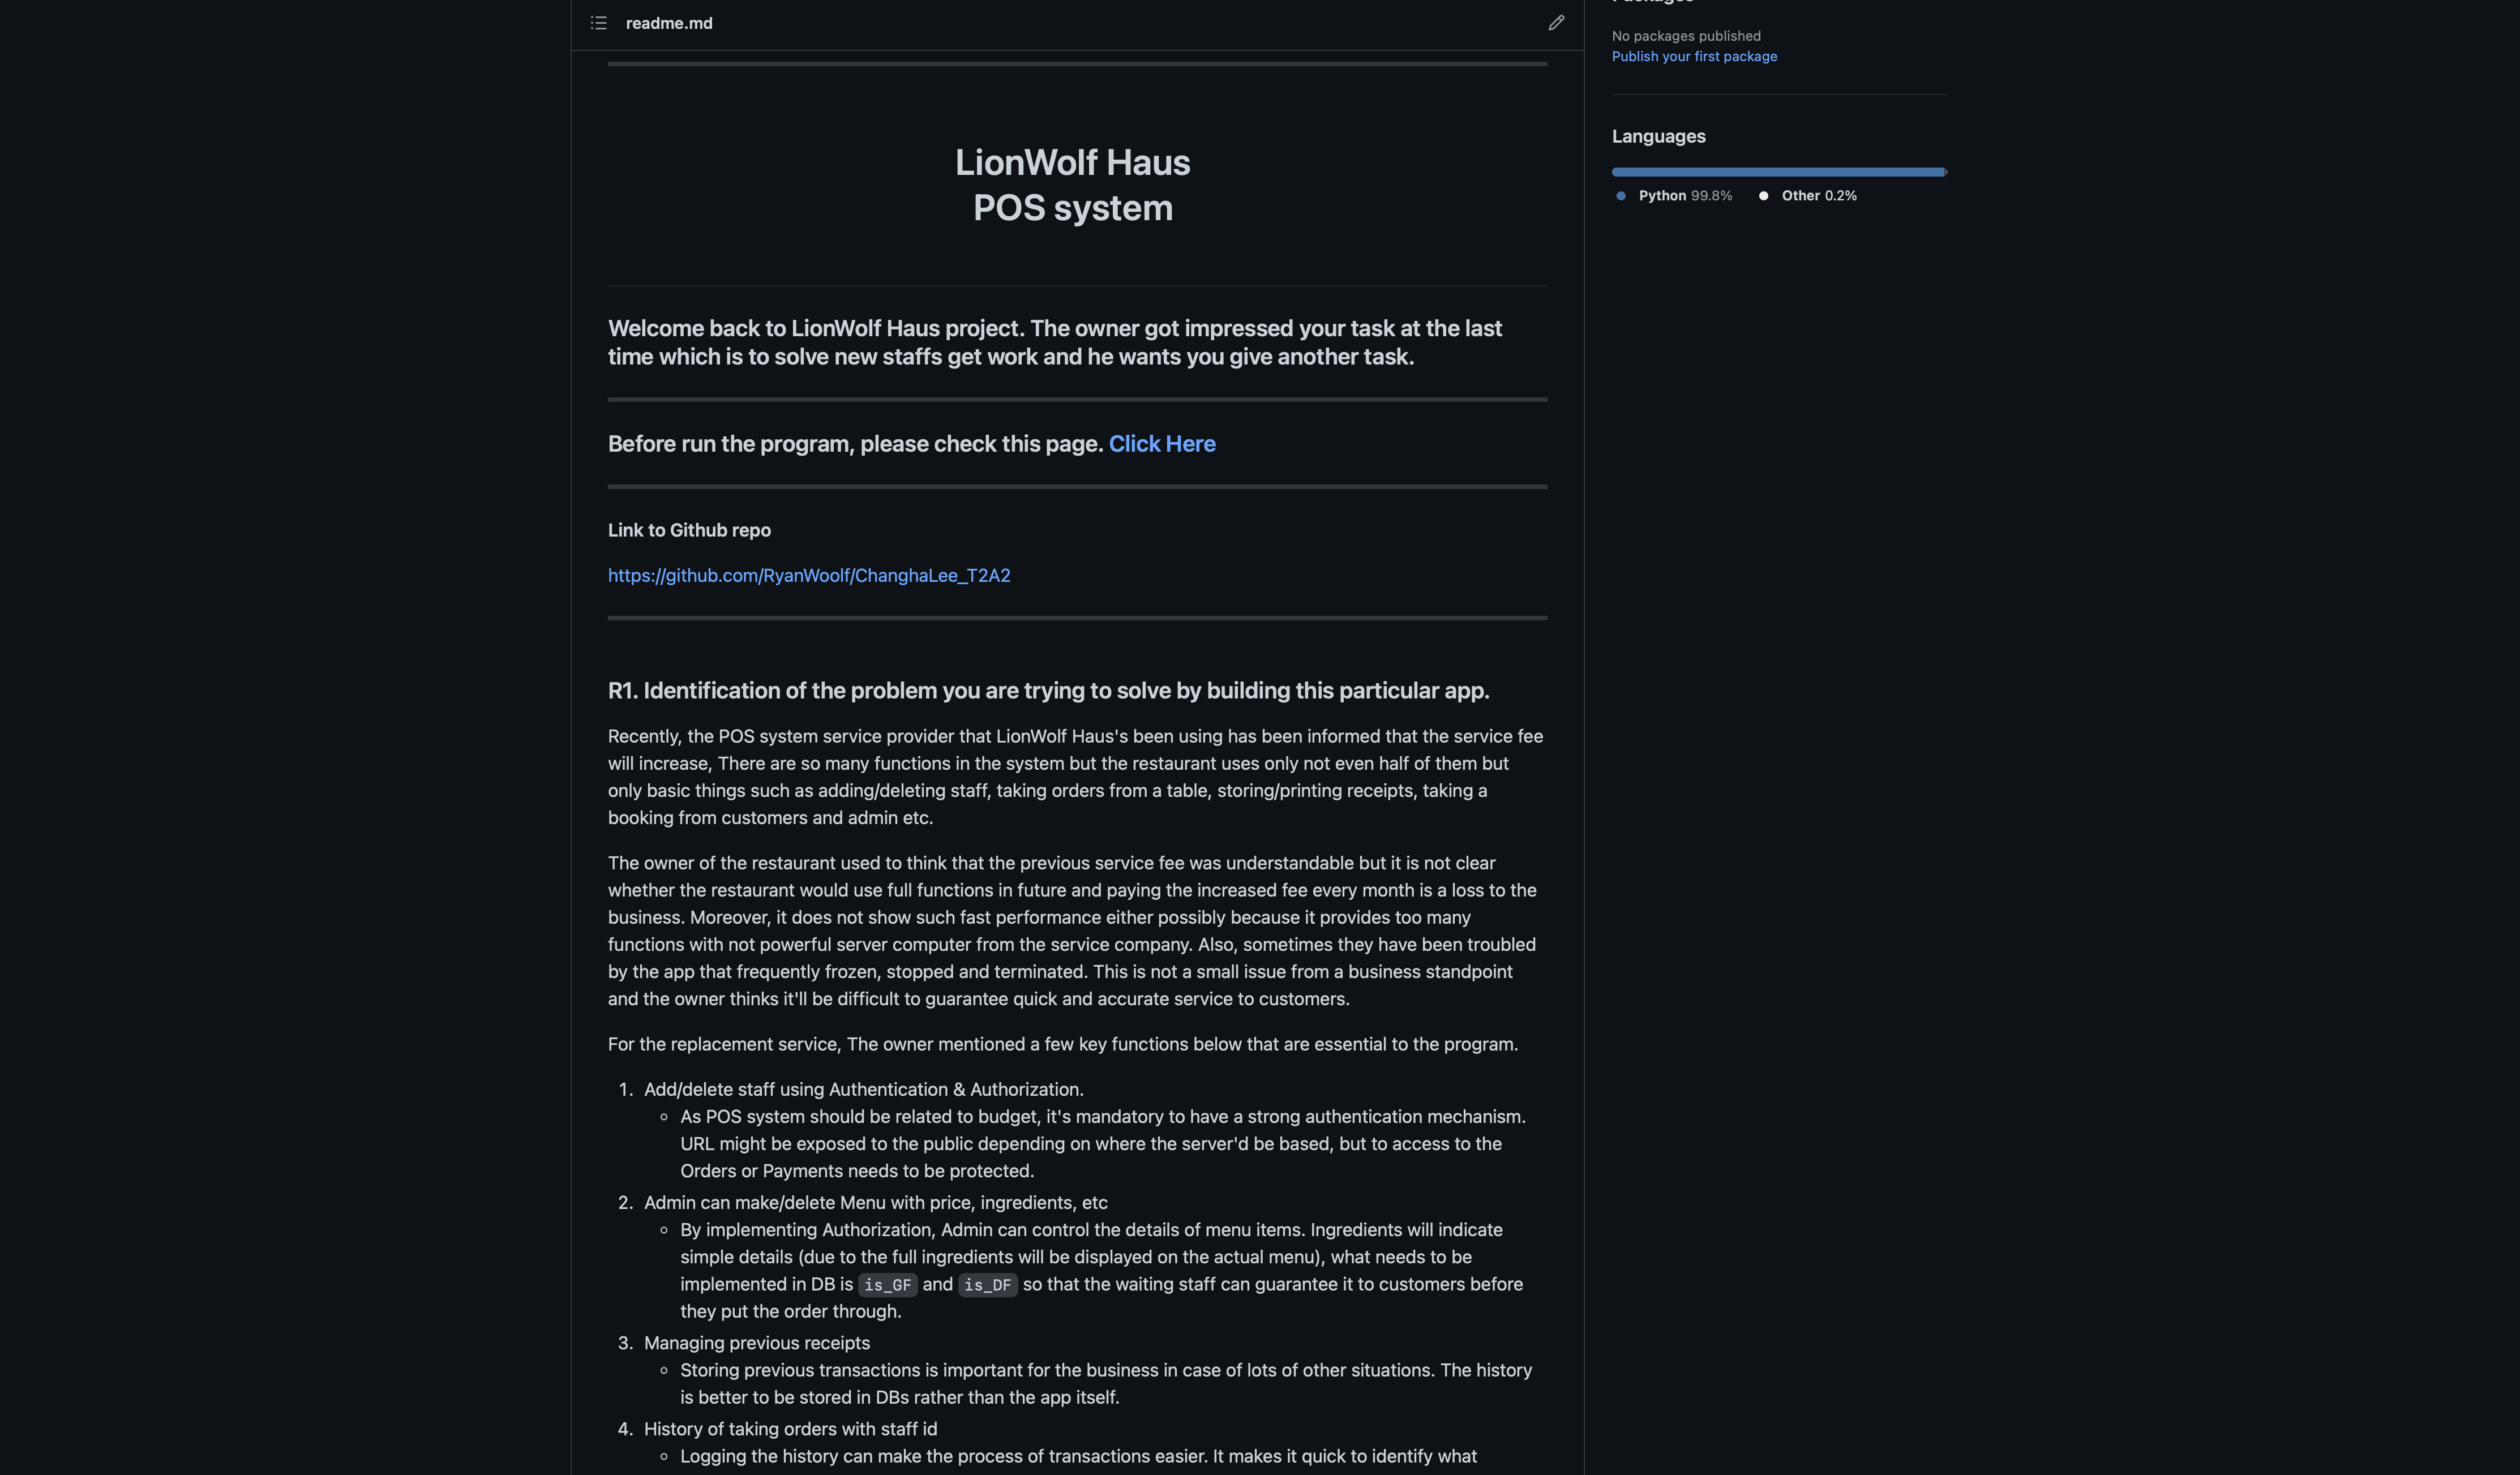 Packages
readme.md
No packages published
Publish your first package
LionWolf Haus
POS system
Languages
Python 99.8%
Other 0.2%
Welcome back to LionWolf Haus project. The owner got impressed your task at the last
time which is to solve new staffs get work and he wants you give another task.
Before run the program, please check this page. Click Here
Link to Github repo
https://github.com/RyanWoolf/ChanghaLee_T2A2
R1. Identification of the problem you are trying to solve by building this particular app.
Recently, the POS system service provider that LionWolf Haus's been using has been informed that the service fee
will increase, There are so many functions in the system but the restaurant uses only not even half of them but
only basic things such as adding/deleting staff, taking orders from a table, storing/printing receipts, taking a
booking from customers and admin etc.
The owner of the restaurant used to think that the previous service fee was understandable but it is not clear
whether the restaurant would use full functions in future and paying the increased fee every month is a loss to the
business. Moreover, it does not show such fast performance either possibly because it provides too many
functions with not powerful server computer from the service company. Also, sometimes they have been troubled
by the app that frequently frozen, stopped and terminated. This is not a small issue from a business standpoint
and the owner thinks it'll be difficult to guarantee quick and accurate service to customers.
For the replacement service, The owner mentioned a few key functions below that are essential to the program.
1. Add/delete staff using Authentication & Authorization.
As POS system should be related to budget, it's mandatory to have a strong authentication mechanism.
URL might be exposed to the public depending on where the server'd be based, but to access to the
Orders or Payments needs to be protected.
2. Admin can make/delete Menu with price, ingredients, etc
By implementing Authorization, Admin can control the details of menu items. Ingredients will indicate
simple details (due to the full ingredients will be displayed on the actual menu), what needs to be
implemented in DB is is_GF and is_DF so that the waiting staff can guarantee it to customers before
they put the order through.
3. Managing previous receipts
Storing previous transactions is important for the business in case of lots of other situations. The history
is better to be stored in DBs rather than the app itself.
4. History of taking orders with staff id
Logging the history can make the process of transactions easier. It makes it quick to identify what